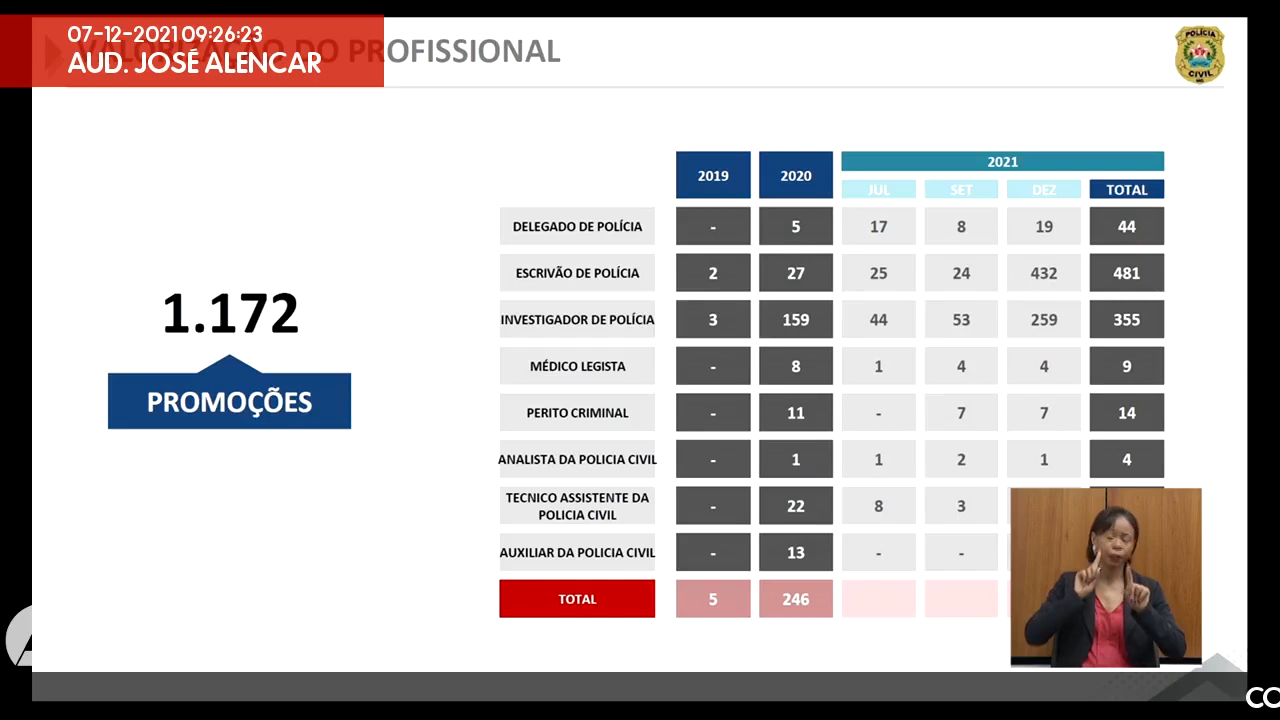 07-12-2021 09:26:23
AUD. JOSÉ ALENCAR
DO PROFISSIONAL
POLÍCIA
CIVIL
MG
2019 2020 2021
JUL SET DEZ TOTAL
DELEGADO DE POLÍCIA - 5 17 8 19 44
ESCRIVÃO DE POLÍCIA 2 27 25 24 432 481
INVESTIGADOR DE POLÍCIA 3 159 44 53 259 355
MÉDICO LEGISTA - 8 1 4 4 9
PERITO CRIMINAL - 11 - 7 7 14
ANALISTA DA POLICIA CIVIL - 1 1 2 1 4
TECNICO ASSISTENTE DA
POLICIA CIVIL - 22 8 3
AUXILIAR DA POLICIA CIVIL - 13 - -
TOTAL 5 246
1.172
PROMOÇÕES